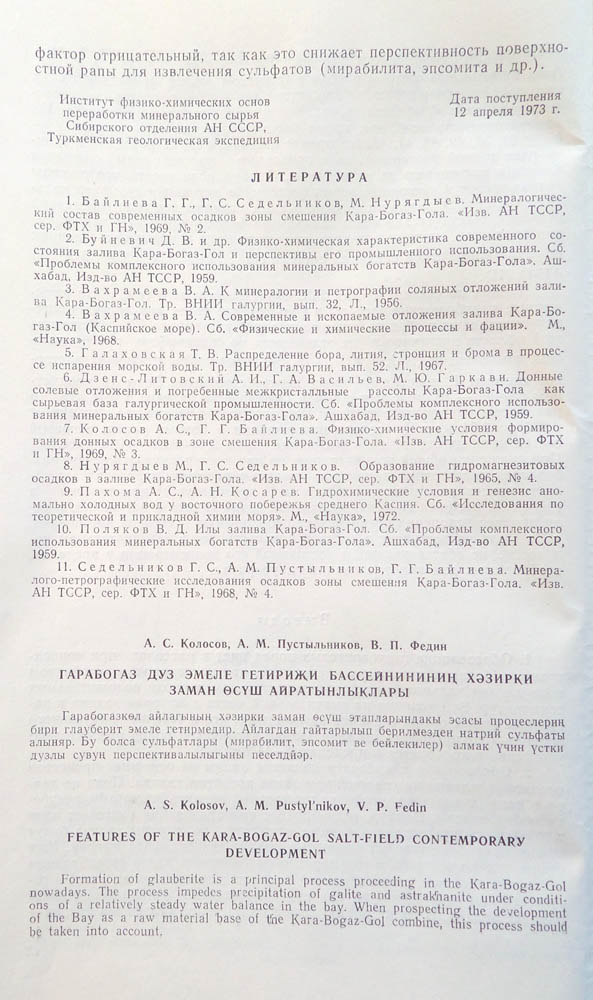 фактор отрицательный, так как это снижает перспективность поверхно-
стной рапы для извлечения сульфатов (мирабилита, эпсомита и др.).
Институт физико-химических основ
переработки минерального сырья
Сибирского отделения АН СССР,
Туркменская геологическая экспедиция
Дата поступления
12 апреля 1973 г.
ЛИТЕРАТУРА
1. Байлиева Г. Г., Г. С. Седельников, М. Нурягдыев. Минералогичес-
кий состав современных осадков зоны смешения Кара-Богаз-Гола. «Изв. АН ТССР,
сер. ФТХ и ГН», 1969, № 2.
2. Буйневич Д. В. и др. Физико-химическая характеристика современного со-
стояния залива Кара-Богаз-Гол и перспективы его промышленного использования. Сб.
«Проблемы комплексного использования минеральных богатств Кара-Богаз-Гола». Аш-
хабад, Изд-во АН ТССР, 1959.
3. Вахрамеева В. А. К минералогии и петрографии соляных отложений зали-
ва Кара-Богаз-Гол. Тр. ВНИИ галургии, вып. 32, Л., 1956.
4. Вахрамеева В. А. Современные и ископаемые отложения залива Кара-Бо-
газ-Гол (Каспийское море). Сб. «Физические и химические процессы и фации». М.,
«Наука», 1968.
5. Галаховская Т. В. Распределение бора, лития, стронция и брома в процес-
се испарения морской воды. Тр. ВНИИ галургии, вып. 52. Л., 1967.
6. Дзенс-Литовский А. И., Г. А. Васильев, М. Ю. Гаркави. Донные
солевые отложения и погребенные межкристалльные рассолы Кара-Богаз-Гола как
сырьевая база галургической промышленности. Сб. «Проблемы комплексного использо-
вания минеральных богатств Кара-Богаз-Гола». Ашхабад, Изд-во АН ТССР, 1959.
7. Колосов А. С., Г. Г. Байлиева. Физико-химические условия формиро-
вания донных осадков в зоне смешения Кара-Богаз-Гола. «Изв. АН ТССР, сер. ФТХ
и ГН», 1969, № 3.
8. Нурягдыев М., Г. С. Седельников. Образование гидромагнезитовых
осадков в заливе Кара-Богаз-Гола. «Изв. АН ТССР, сер. ФТХ и ГН», 1965, № 4.
9. Пахома А. С., А. Н. Косарев. Гидрохимические условия и генезис ано-
мально холодных вод у восточного побережья среднего Каспия. Сб. «Исследования по
теоретической и прикладной химии моря». М., «Наука», 1972.
10. Поляков В. Д. Илы залива Кара-Богаз-Гол. Сб. «Проблемы комплексного
использования минеральных богатств Кара-Богаз-Гола». Ашхабад, Изд-во АН ТССР,
1959.
11. Седельников Г. С., А. М. Пустыльников, Г. Г. Байлиева. Минера-
лого-петрографические исследования осадков зоны смешения Кара-Богаз-Гола. «Изв.
АН ТССР, сер. ФТХ и ГН», 1968, № 4.
А. С. Колосов, А. М. Пустыльников, В. П. Федин
ГАРАБОГАЗ ДУЗ ЭМЕЛЕ ГЕТИРИҖИ БАССЕЙНИНИНИҢ ХӘЗИРКИ
ЗАМАН ӨСҮШ АЙРАТЫНЛЫКЛАРЫ
Гарабогазкөл айлагының хәзирки заман өсүш этапларындакы эсасы процеслериң
бири глауберит эмеле гетирмедир. Айлагдан гайтарылып берилмезден натрий сульфаты
алыняр. Бу болса сульфатлары (мирабилит, эпсомит ве бейлекилер) алмак үчин үстки
дузлы сувуң перспективалылыгыны песелдйәр.
A. S. Kolosov, A. M. Pustyl'nikov, V. P. Fedin
FEATURES OF THE KARA-BOGAZ-GOL SALT-FIELD CONTEMPORARY
DEVELOPMENT
Formation of glauberite is a principal process proceeding in the Kara-Bogaz-Gol
nowadays. The process impedes precipitation of galite and astrakhanite under conditi-
ons of a relatively steady water balance in the bay. When prospecting the development
of the Bay as a raw material base of the Kara-Bogaz-Gol combine, this process should
be taken into account.